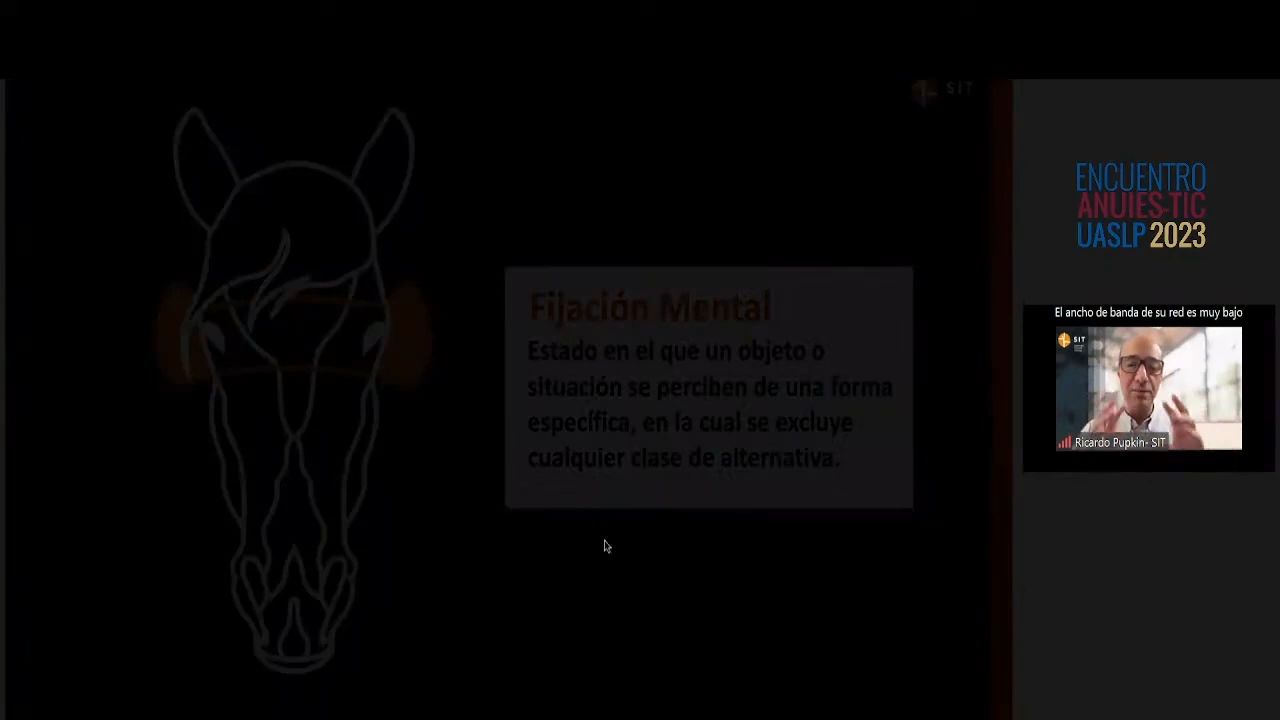 SIT
ENCUENTRO
ANUIES-TIC
UASLP 2023
Fijación Mental
Estado en el que un objeto o
situación se perciben de una forma
específica, en la cual se excluye
cualquier clase de alternativa.
El ancho de banda de su red es muy bajo
SIT
Ricardo Pupkin- SIT